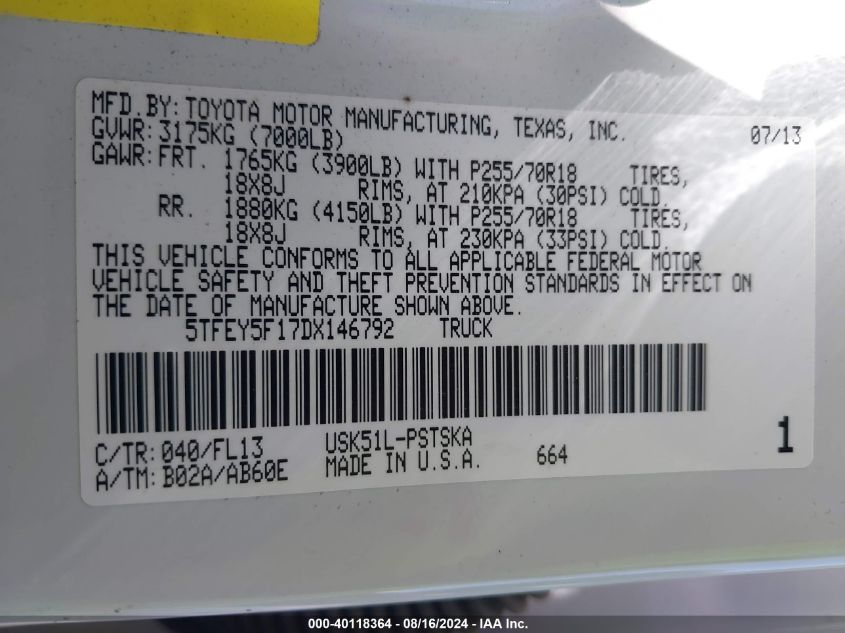 MFD. BY: TOYOTA MOTOR MANUFACTURING, TEXAS, INC. 07/13
GVWR: 3175KG (7000LB)
GAWR: FRT. 1765KG (3900LB) WITH P255/70R18 TIRES,
18X8J RIMS, AT 210KPA (30PSI) COLD.
RR. 1880KG (4150LB) WITH P255/70R18 TIRES,
18X8J RIMS, AT 230KPA (33PSI) COLD.
THIS VEHICLE CONFORMS TO ALL APPLICABLE FEDERAL MOTOR
VEHICLE SAFETY AND THEFT PREVENTION STANDARDS IN EFFECT ON
THE DATE OF MANUFACTURE SHOWN ABOVE.
5TFEY5F17DX146792 TRUCK
C/TR: 040/FL13 USK51L-PSTSKA 1
A/TM: B02A/AB60E MADE IN U.S.A. 664
000-40118364 - 08/16/2024 - IAA Inc.